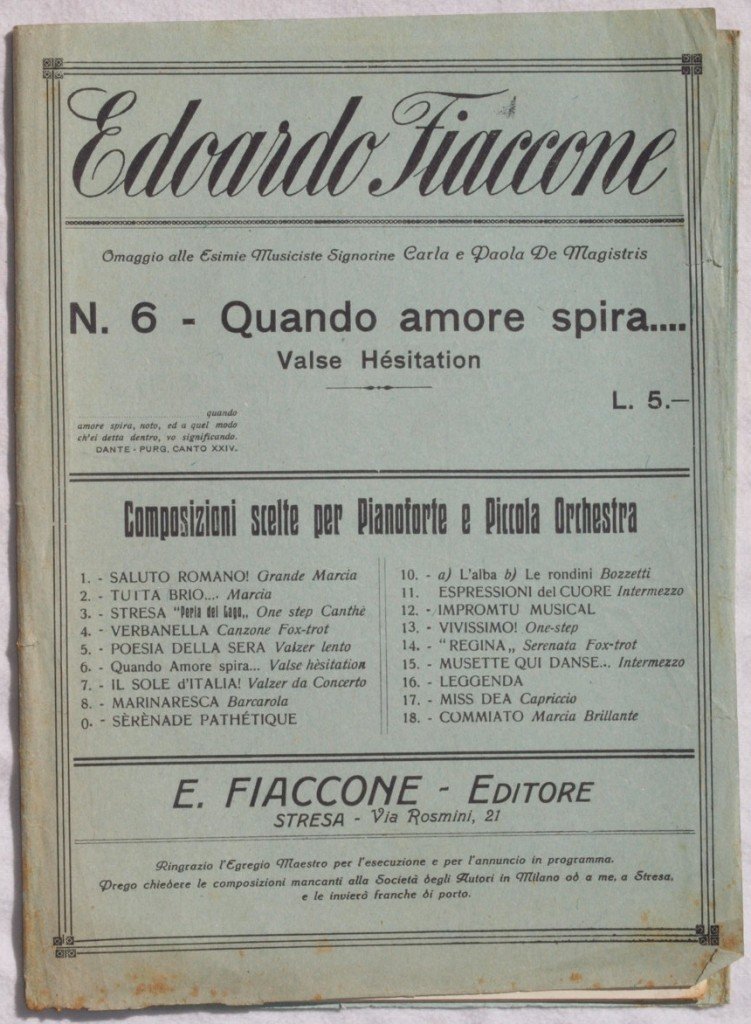 Edoardo Fiaccone
Omaggio alle Esimie Musiciste Signorine Carla e Paola De Magistris
N. 6 - Quando amore spira....
Valse Hésitation
L. 5.—
quando
amore spira, noto, ed a quel modo
ch'ei detta dentro, vo significando.
DANTE - PURG. CANTO XXIV.
Composizioni scelte per Pianoforte e Piccola Orchestra
1. - SALUTO ROMANO! Grande Marcia
2. - TUTTA BRIO.... Marcia
3. - STRESA "Perla del Lago„ One step Canthè
4. - VERBANELLA Canzone Fox-trot
5. - POESIA DELLA SERA Valzer lento
6. - Quando Amore spira... Valse hèsitation
7. - IL SOLE d'ITALIA! Valzer da Concerto
8. - MARINARESCA Barcarola
0. - SÈRÈNADE PATHÉTIQUE
10. - a) L'alba b) Le rondini Bozzetti
11. ESPRESSIONI del CUORE Intermezzo
12. - IMPROMTU MUSICAL
13. - VIVISSIMO! One-step
14. - "REGINA„ Serenata Fox-trot
15. - MUSETTE QUI DANSE... Intermezzo
16. - LEGGENDA
17. - MISS DEA Capriccio
18. - COMMIATO Marcia Brillante
E. FIACCONE - EDITORE
STRESA - Via Rosmini, 21
Ringrazio l'Egregio Maestro per l'esecuzione e per l'annuncio in programma.
Prego chiedere le composizioni mancanti alla Società degli Autori in Milano od a me, a Stresa,
e le invierò franche di porto.